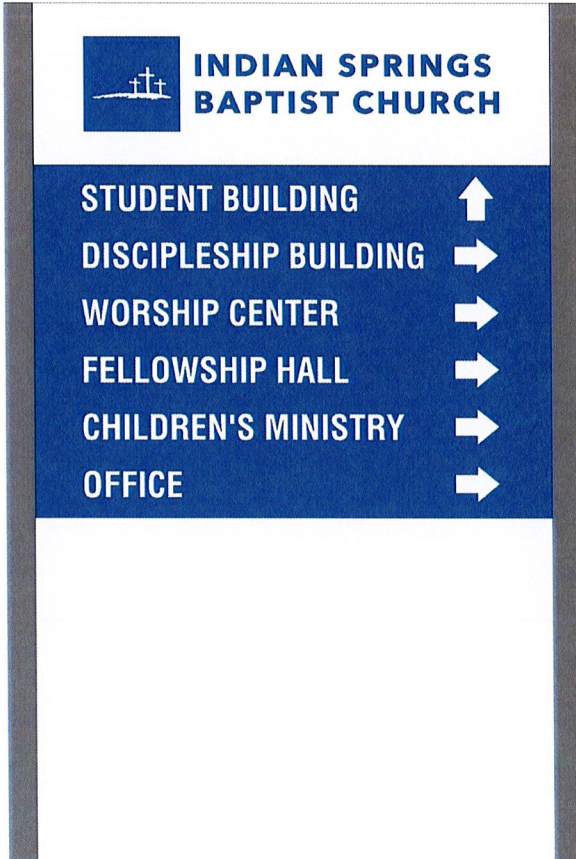 INDIAN SPRINGS
BAPTIST CHURCH
STUDENT BUILDING
DISCIPLESHIP BUILDING
WORSHIP CENTER
FELLOWSHIP HALL
CHILDREN'S MINISTRY
OFFICE